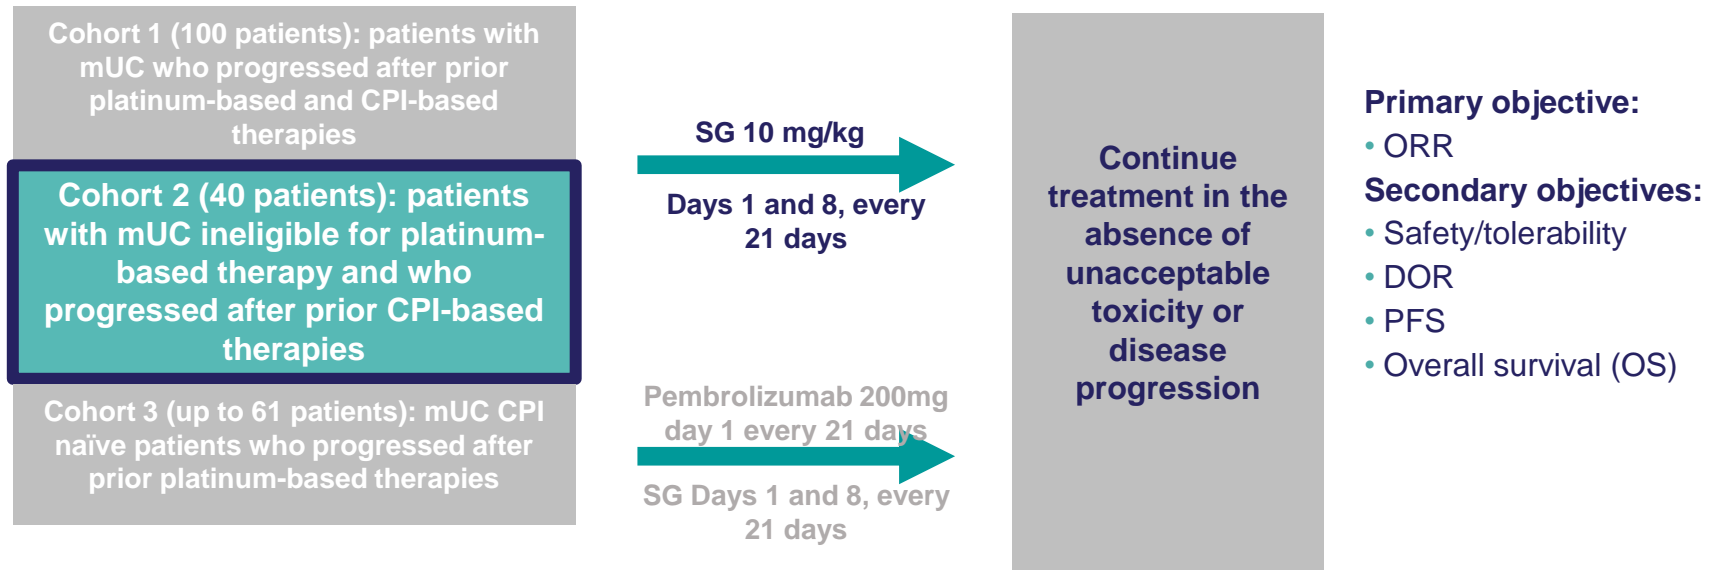 Cohort 1 (100 patients): patients with
mUC who progressed after prior
platinum-based and CPI-based
therapies
Cohort 2 (40 patients): patients
with mUC ineligible for platinum-
based therapy and who
progressed after prior CPI-based
therapies
Cohort 3 (up to 61 patients): mUC CPI
naïve patients who progressed after
prior platinum-based therapies
SG 10 mg/kg
Days 1 and 8, every
21 days
Pembrolizumab 200mg
day 1 every 21 days
SG Days 1 and 8, every
21 days
Continue
treatment in the
absence of
unacceptable
toxicity or
disease
progression
Primary objective:
• ORR
Secondary objectives:
• Safety/tolerability
• DOR
• PFS
• Overall survival (OS)